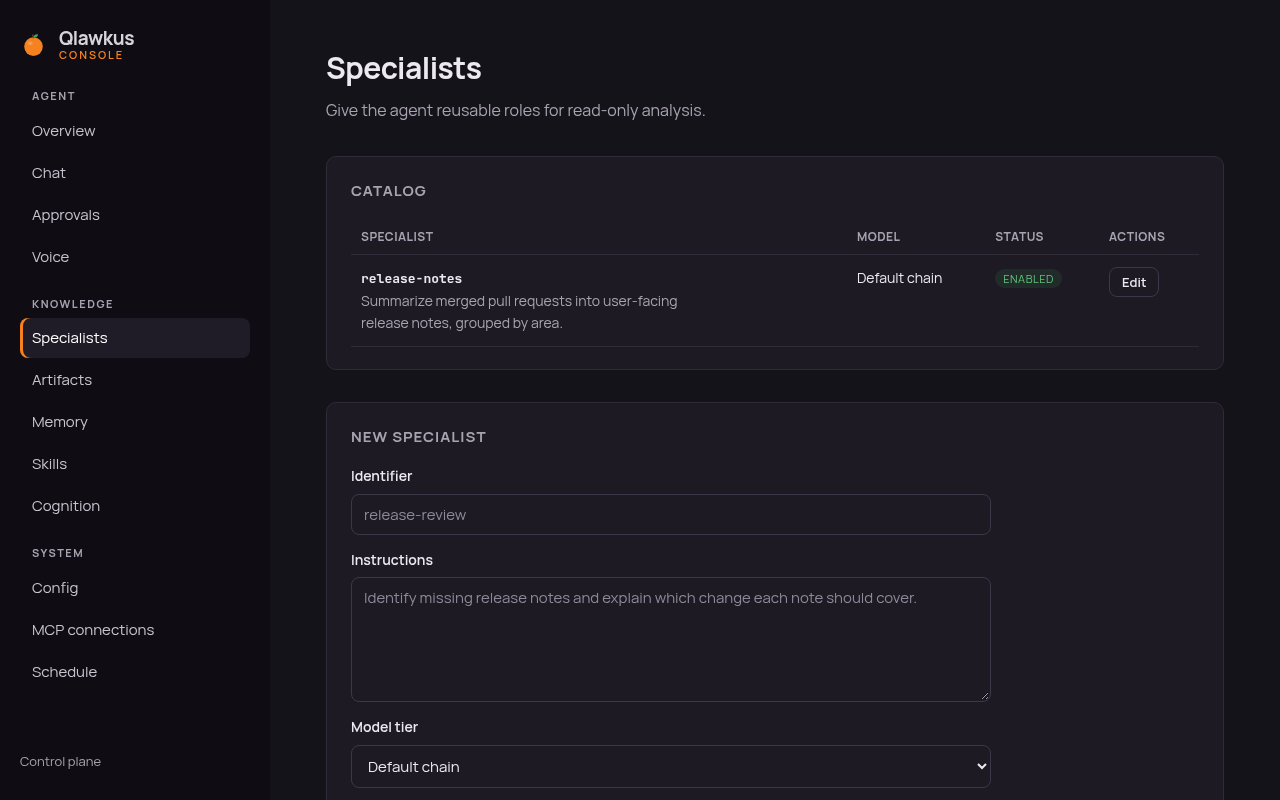 Qlawkus
CONSOLE
AGENT
Overview
Chat
Approvals
Voice
KNOWLEDGE
Specialists
Artifacts
Memory
Skills
Cognition
SYSTEM
Config
MCP connections
Schedule
Control plane
Specialists
Give the agent reusable roles for read-only analysis.
CATALOG
SPECIALIST MODEL STATUS ACTIONS
release-notes Default chain ENABLED Edit
Summarize merged pull requests into user-facing
release notes, grouped by area.
NEW SPECIALIST
Identifier
release-review
Instructions
Identify missing release notes and explain which change each note should cover.
Model tier
Default chain